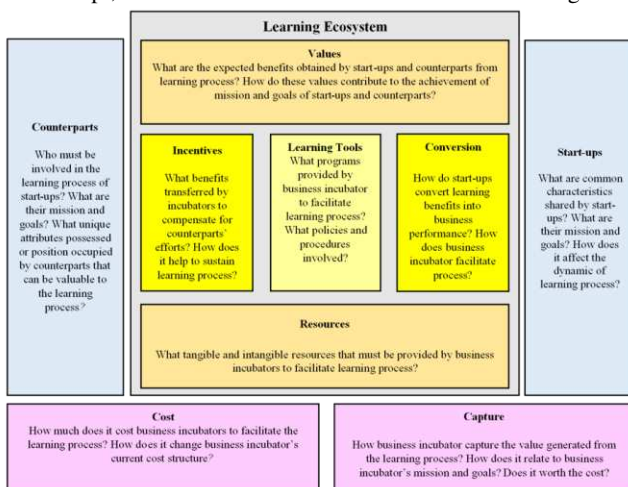 Learning Ecosystem
Values
What are the expected benefits obtained by start-ups and counterparts from
learning process? How do these values contribute to the achievement of
mission and goals of start-ups and counterparts?
Counterparts
Who must be
involved in the
learning process of
start-ups? What are
their mission and
goals? What unique
attributes possessed
or position occupied
by counterparts that
can be valuable to
the learning
process?
Incentives
What benefits
transferred by
incubators to
compensate for
counterparts'
efforts? How does
it help to sustain
learning process?
Learning Tools
What programs
provided by
business incubator
to facilitate
learning process?
What policies and
procedures
involved?
Conversion
How do start-ups
convert learning
benefits into
business
performance? How
does business
incubator facilitate
process?
Start-ups
What are common
characteristics
shared by start-
ups? What are
their mission and
goals? How does
it affect the
dynamic of
learning process?
Resources
What tangible and intangible resources that must be provided by business
incubators to facilitate learning process?
Cost
How much does it cost business incubators to facilitate the
learning process? How does it change business incubator's
current cost structure?
Capture
How business incubator capture the value generated from
the learning process? How does it relate to business
incubator's mission and goals? Does it worth the cost?